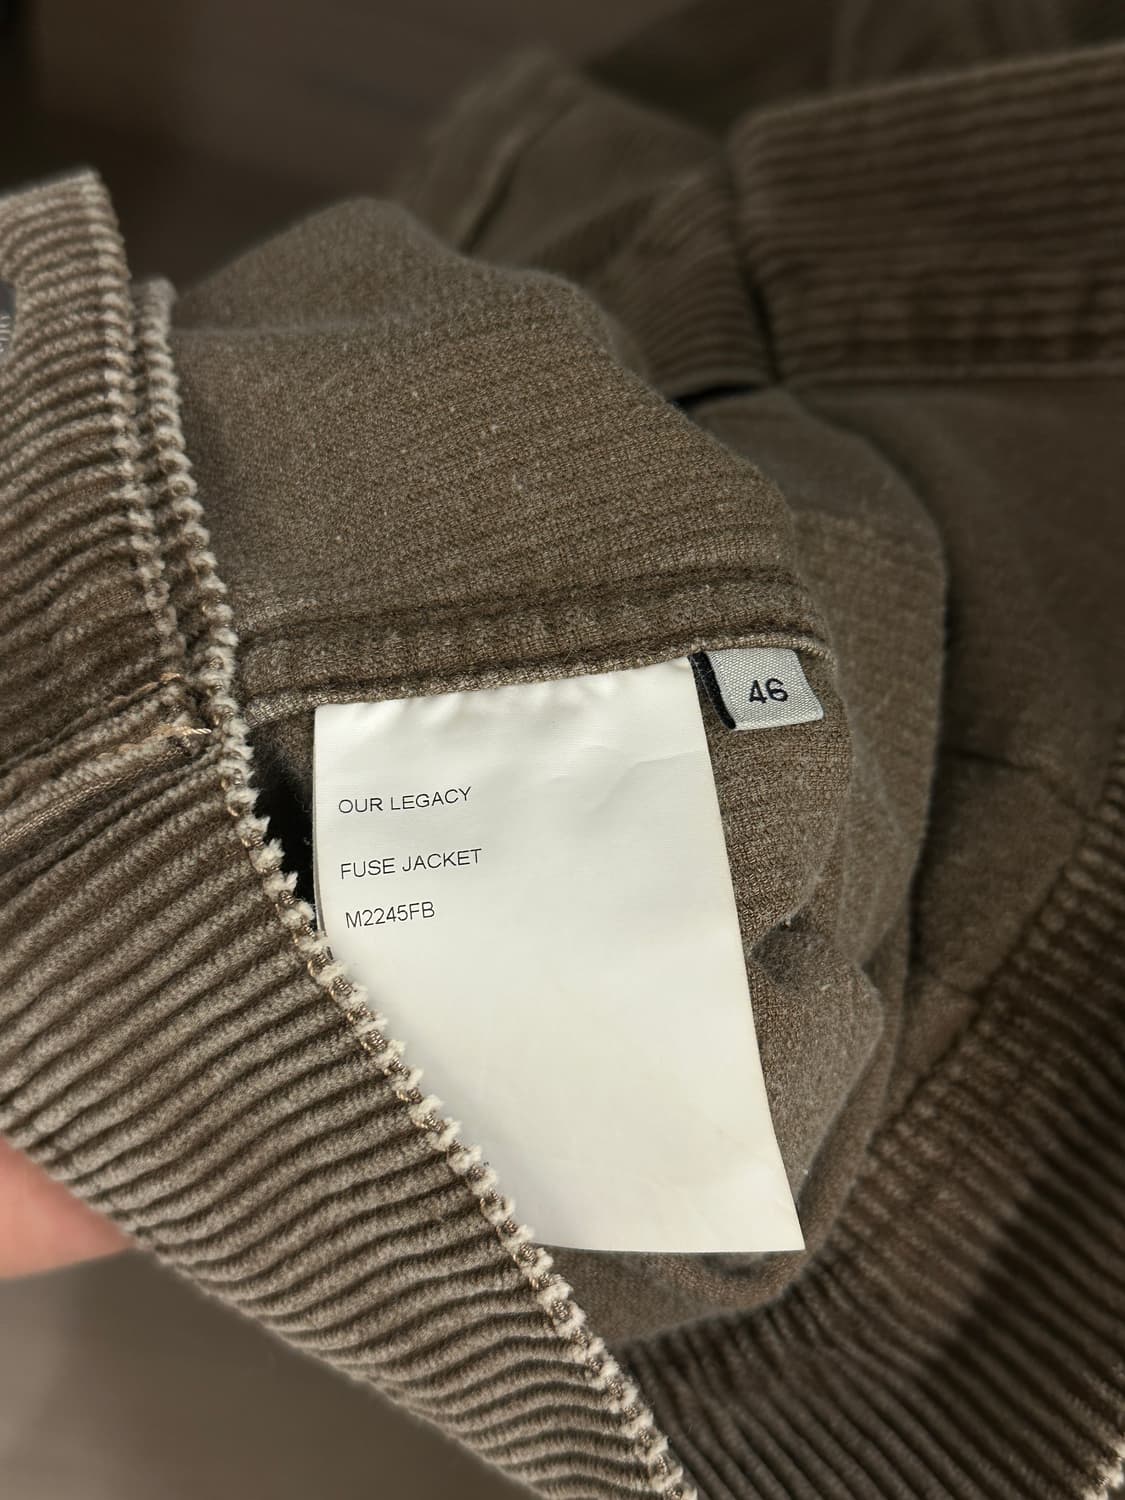 46
OUR LEGACY
FUSE JACKET
M2245FB